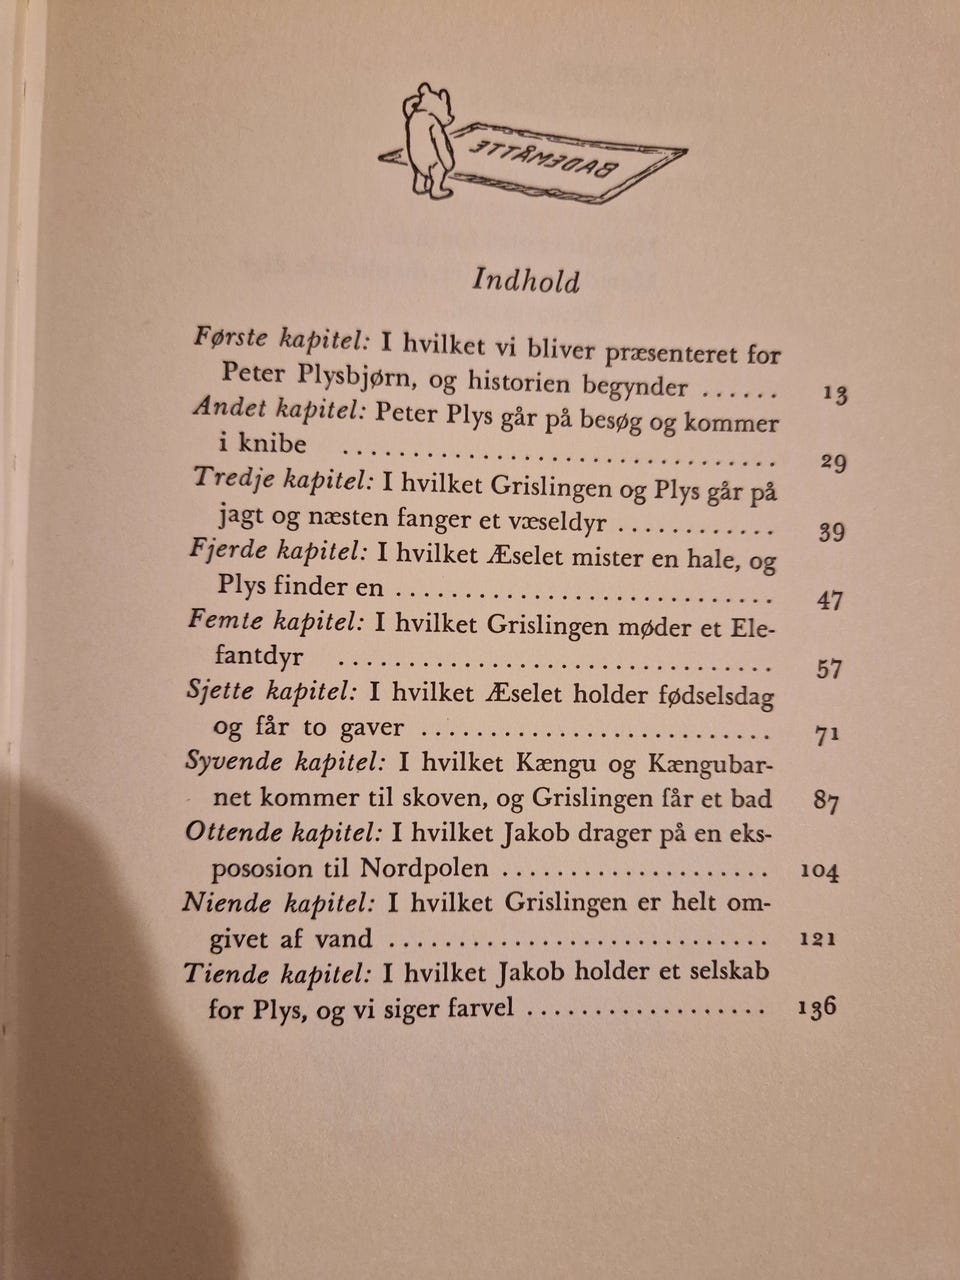 BADEMÅTTE
Indhold
Første kapitel: I hvilket vi bliver præsenteret for
Peter Plysbjørn, og historien begynder ...... 13
Andet kapitel: Peter Plys går på besøg og kommer
i knibe ............................... 29
Tredje kapitel: I hvilket Grislingen og Plys går på
jagt og næsten fanger et væseldyr ............ 39
Fjerde kapitel: I hvilket Æselet mister en hale, og
Plys finder en ............................ 47
Femte kapitel: I hvilket Grislingen møder et Ele-
fantdyr ............................... 57
Sjette kapitel: I hvilket Æselet holder fødselsdag
og får to gaver ......................... 71
Syvende kapitel: I hvilket Kængu og Kængubar-
net kommer til skoven, og Grislingen får et bad 87
Ottende kapitel: I hvilket Jakob drager på en eks-
pososion til Nordpolen ................... 104
Niende kapitel: I hvilket Grislingen er helt om-
givet af vand ........................... 121
Tiende kapitel: I hvilket Jakob holder et selskab
for Plys, og vi siger farvel ................. 136